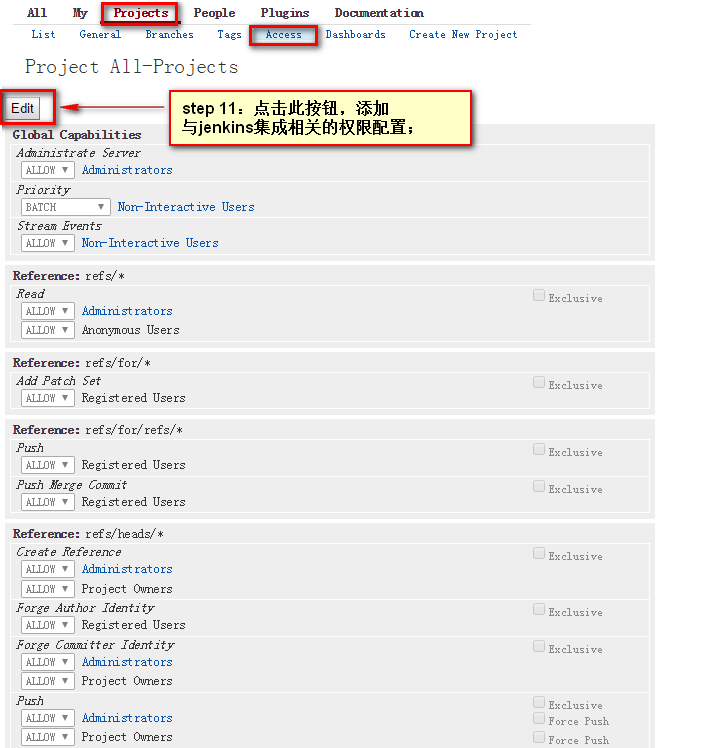 All My Projects People Plugins Documentation
List General Branches Tags Access Dashboards Create New Project
Project All-Projects
Edit
step 11：点击此按钮，添加
与jenkins集成相关的权限配置；
Global Capabilities
Administrate Server
ALLOW Administrators
Priority
BATCH Non-Interactive Users
Stream Events
ALLOW Non-Interactive Users
Reference: refs/*
Read Exclusive
ALLOW Administrators
ALLOW Anonymous Users
Reference: refs/for/*
Add Patch Set Exclusive
ALLOW Registered Users
Reference: refs/for/refs/*
Push Exclusive
ALLOW Registered Users
Push Merge Commit Exclusive
ALLOW Registered Users
Reference: refs/heads/*
Create Reference Exclusive
ALLOW Administrators
ALLOW Project Owners
Forge Author Identity Exclusive
ALLOW Registered Users
Forge Committer Identity Exclusive
ALLOW Administrators
ALLOW Project Owners
Push Exclusive
ALLOW Administrators Force Push
ALLOW Project Owners Force Push